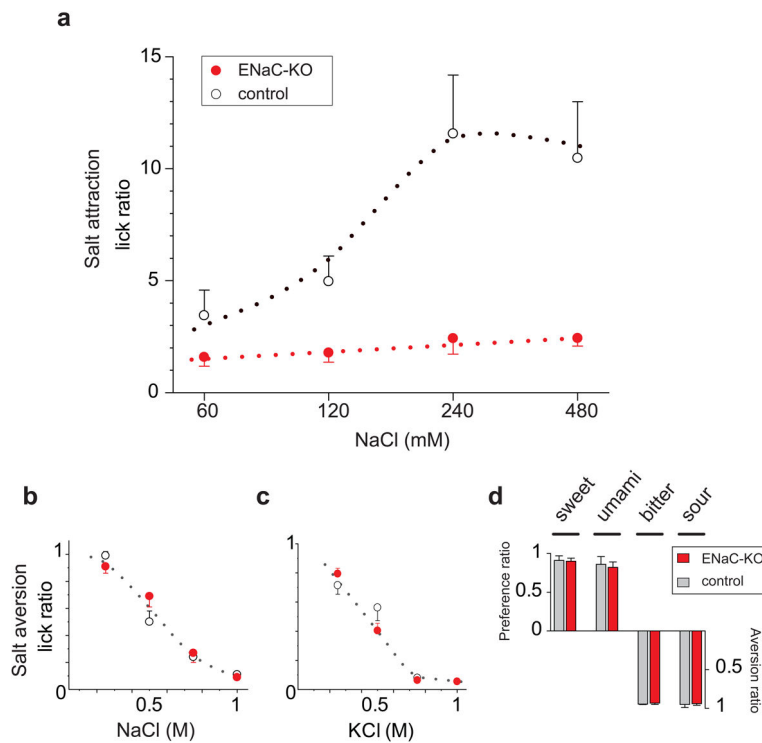 a
15
10
5
0
Salt attraction
lick ratio
ENaC-KO
control
60
120
240
480
NaCl (mM)
b
1
0
Salt aversion
lick ratio
0.5
1
NaCl (M)
c
1
0
0.5
1
KCl (M)
d
sweet
umami
bitter
sour
1
0.5
0
Preference ratio
ENaC-KO
control
0.5
1
Aversion ratio